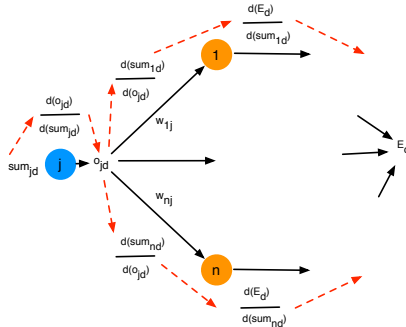 d(E_d)
d(sum_1d)
1
d(sum_1d)
d(o_jd)
d(o_jd)
d(sum_jd)
w_1j
E_d
sum_jd
j
o_jd
w_nj
d(sum_nd)
d(o_jd)
n
d(E_d)
d(sum_nd)